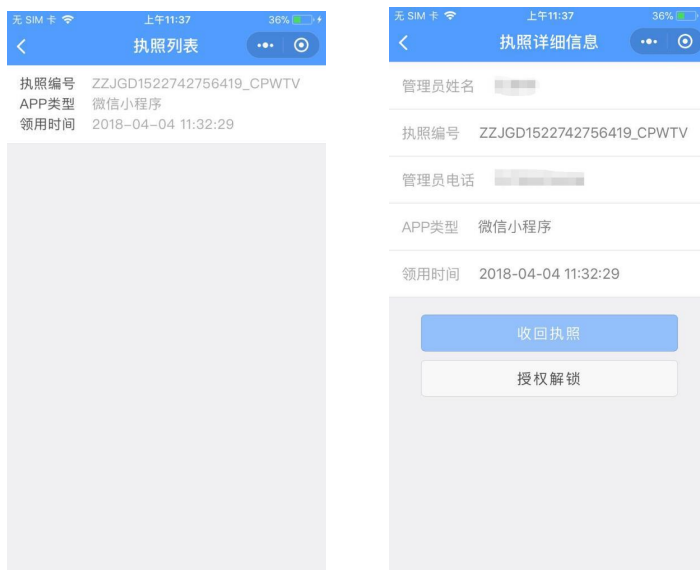 无 SIM 卡 上午11:37 36%
执照列表
执照编号 ZZJGD1522742756419_CPWTV
APP类型 微信小程序
领用时间 2018-04-04 11:32:29
无 SIM 卡 上午11:37 36%
执照详细信息
管理员姓名
执照编号 ZZJGD1522742756419_CPWTV
管理员电话
APP类型 微信小程序
领用时间 2018-04-04 11:32:29
收回执照
授权解锁